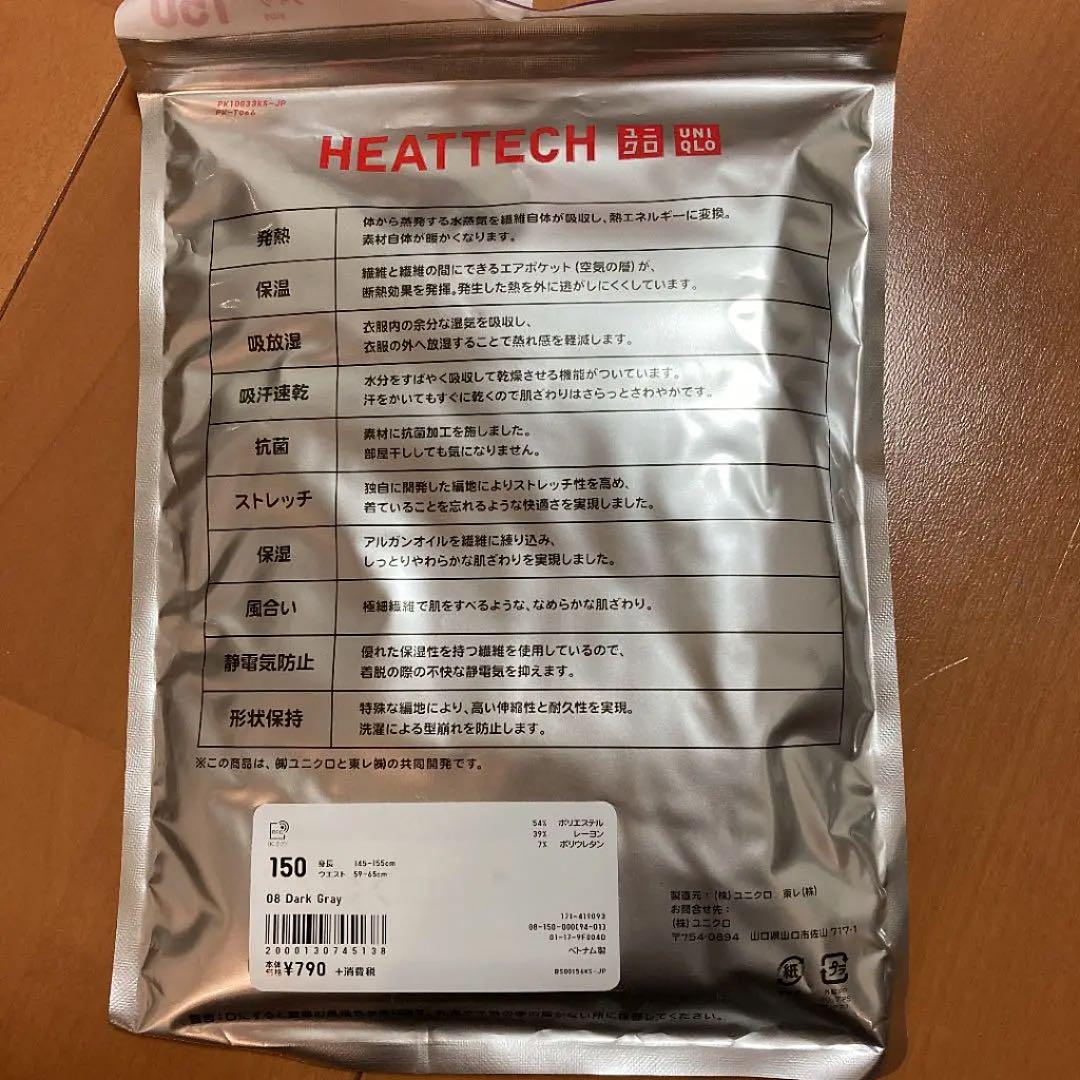 150
PK10G33KS-JP
PK-T066
HEATTECH ユニクロ UNIQLO
発熱
体から蒸発する水蒸気を繊維自体が吸収し、熱エネルギーに変換。
素材自体が暖かくなります。
保温
繊維と繊維の間にできるエアポケット(空気の層)が、
断熱効果を発揮。発生した熱を外に逃がしにくくしています。
吸放湿
衣服内の余分な湿気を吸収し、
衣服の外へ放湿することで蒸れ感を軽減します。
吸汗速乾
水分をすばやく吸収して乾燥させる機能がついています。
汗をかいてもすぐに乾くので肌ざわりはさらっとさわやかです。
抗菌
素材に抗菌加工を施しました。
部屋干ししても気になりません。
ストレッチ
独自に開発した編地によりストレッチ性を高め、
着ていることを忘れるような快適さを実現しました。
保湿
アルガンオイルを繊維に練り込み、
しっとりやわらかな肌ざわりを実現しました。
風合い
極細繊維で肌をすべるような、なめらかな肌ざわり。
静電気防止
優れた保湿性を持つ繊維を使用しているので、
着脱の際の不快な静電気を抑えます。
形状保持
特殊な編地により、高い伸縮性と耐久性を実現。
洗濯による型崩れを防止します。
※この商品は、㈱ユニクロと東レ㈱の共同開発です。
54% ポリエステル
39% レーヨン
7% ポリウレタン
150 身長 145-155cm
ウエスト 59-65cm
08 Dark Gray
2000130745138
本体価格 ¥790 +消費税
171-419093
08-150-000(94-01)
01-17-9F004D
ベトナム製
BS00156KS-JP
製造元:(株)ユニクロ 東レ(株)
お問合せ先:
(株)ユニクロ
〒754-0894 山口県山口市佐山717-1
紙
プラ